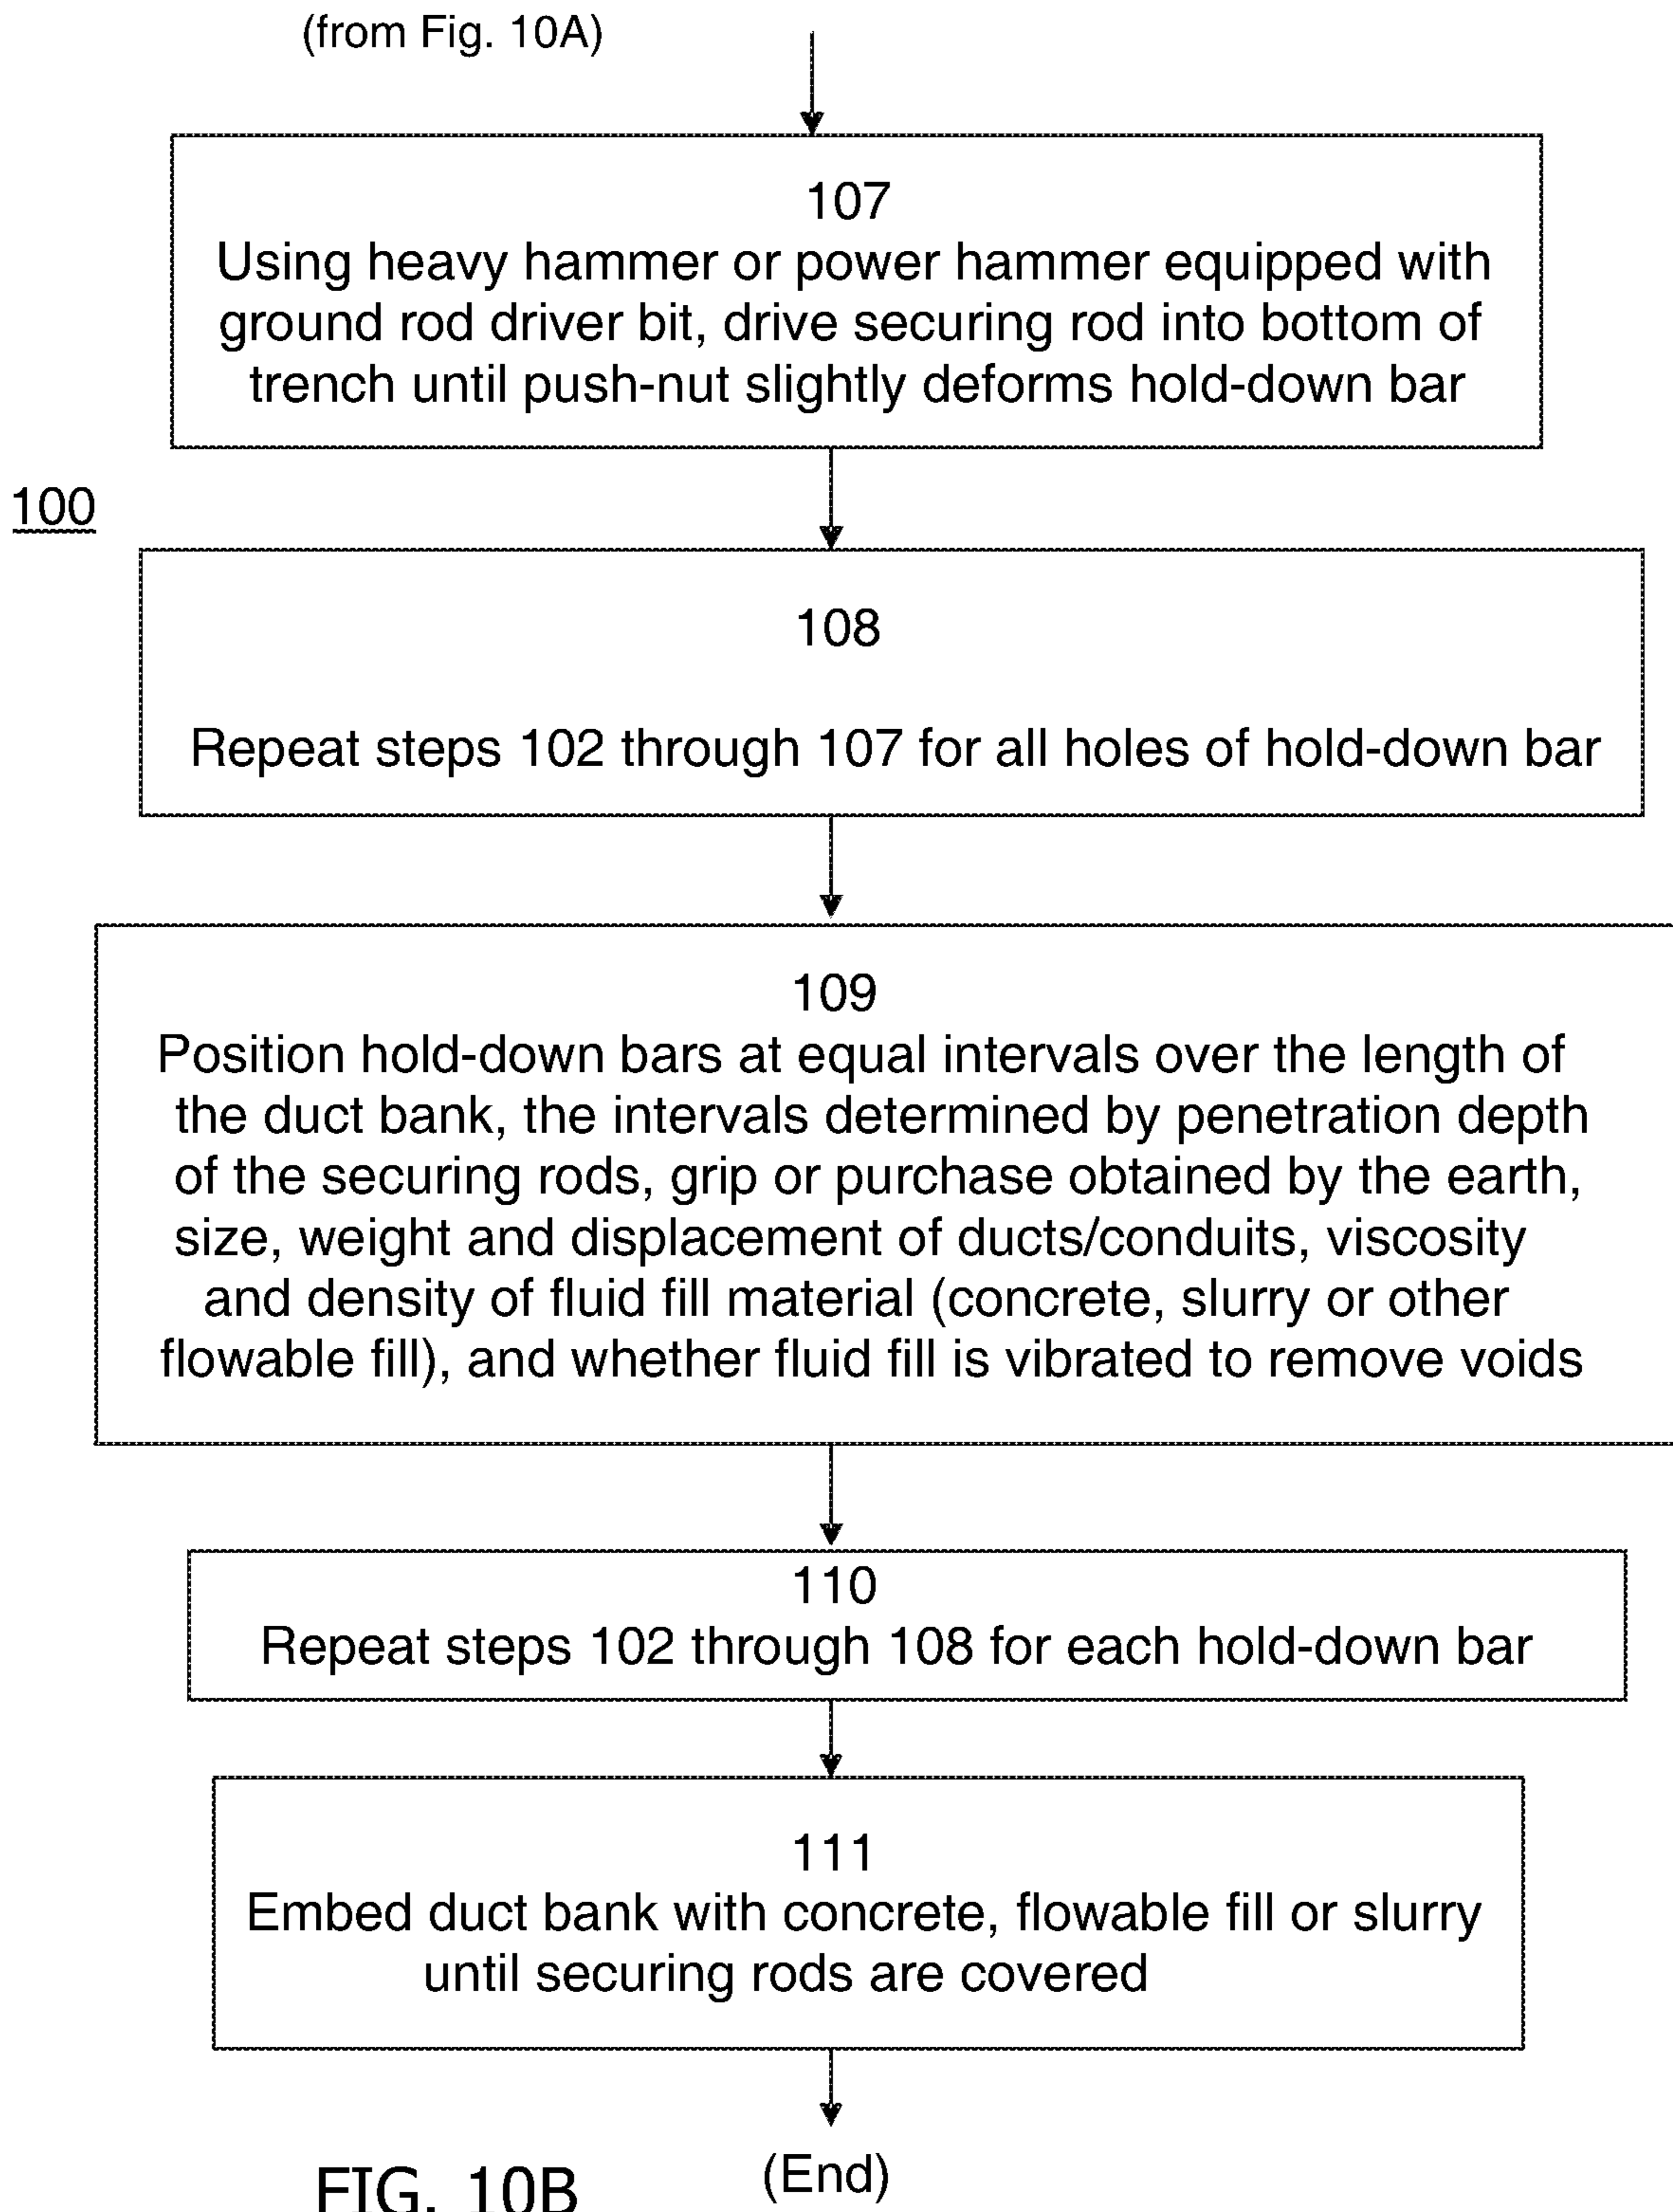 (from Fig. 10A)
107
Using heavy hammer or power hammer equipped with
ground rod driver bit, drive securing rod into bottom of
trench until push-nut slightly deforms hold-down bar
100
108
Repeat steps 102 through 107 for all holes of hold-down bar
109
Position hold-down bars at equal intervals over the length of
the duct bank, the intervals determined by penetration depth
of the securing rods, grip or purchase obtained by the earth,
size, weight and displacement of ducts/conduits, viscosity
and density of fluid fill material (concrete, slurry or other
flowable fill), and whether fluid fill is vibrated to remove voids
110
Repeat steps 102 through 108 for each hold-down bar
111
Embed duct bank with concrete, flowable fill or slurry
until securing rods are covered
(End)
FIG. 10B